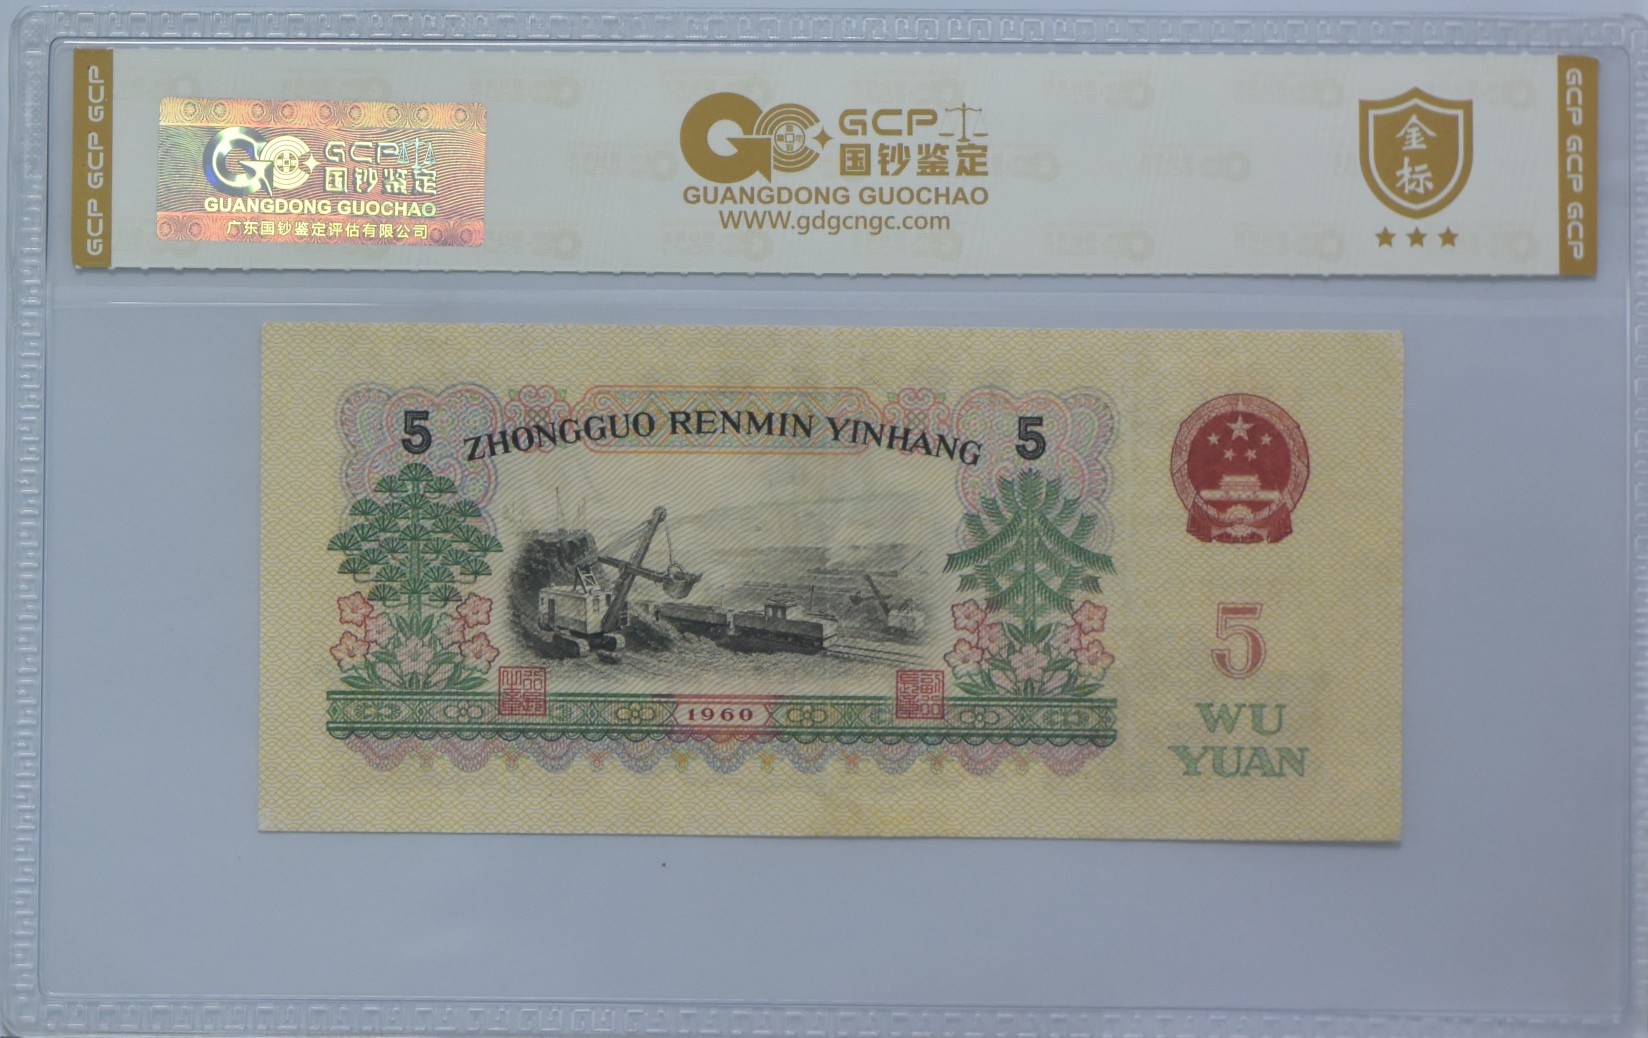 GCP GCP GCP
GCP
国钞鉴定
GUANGDONG GUOCHAO
广东国钞鉴定评估有限公司
GCP
国钞鉴定
GUANGDONG GUOCHAO
WWW.gdgcngc.com
金标
GCP GCP GCP
5 ZHONGGUO RENMIN YINHANG 5
1960
5
WU
YUAN